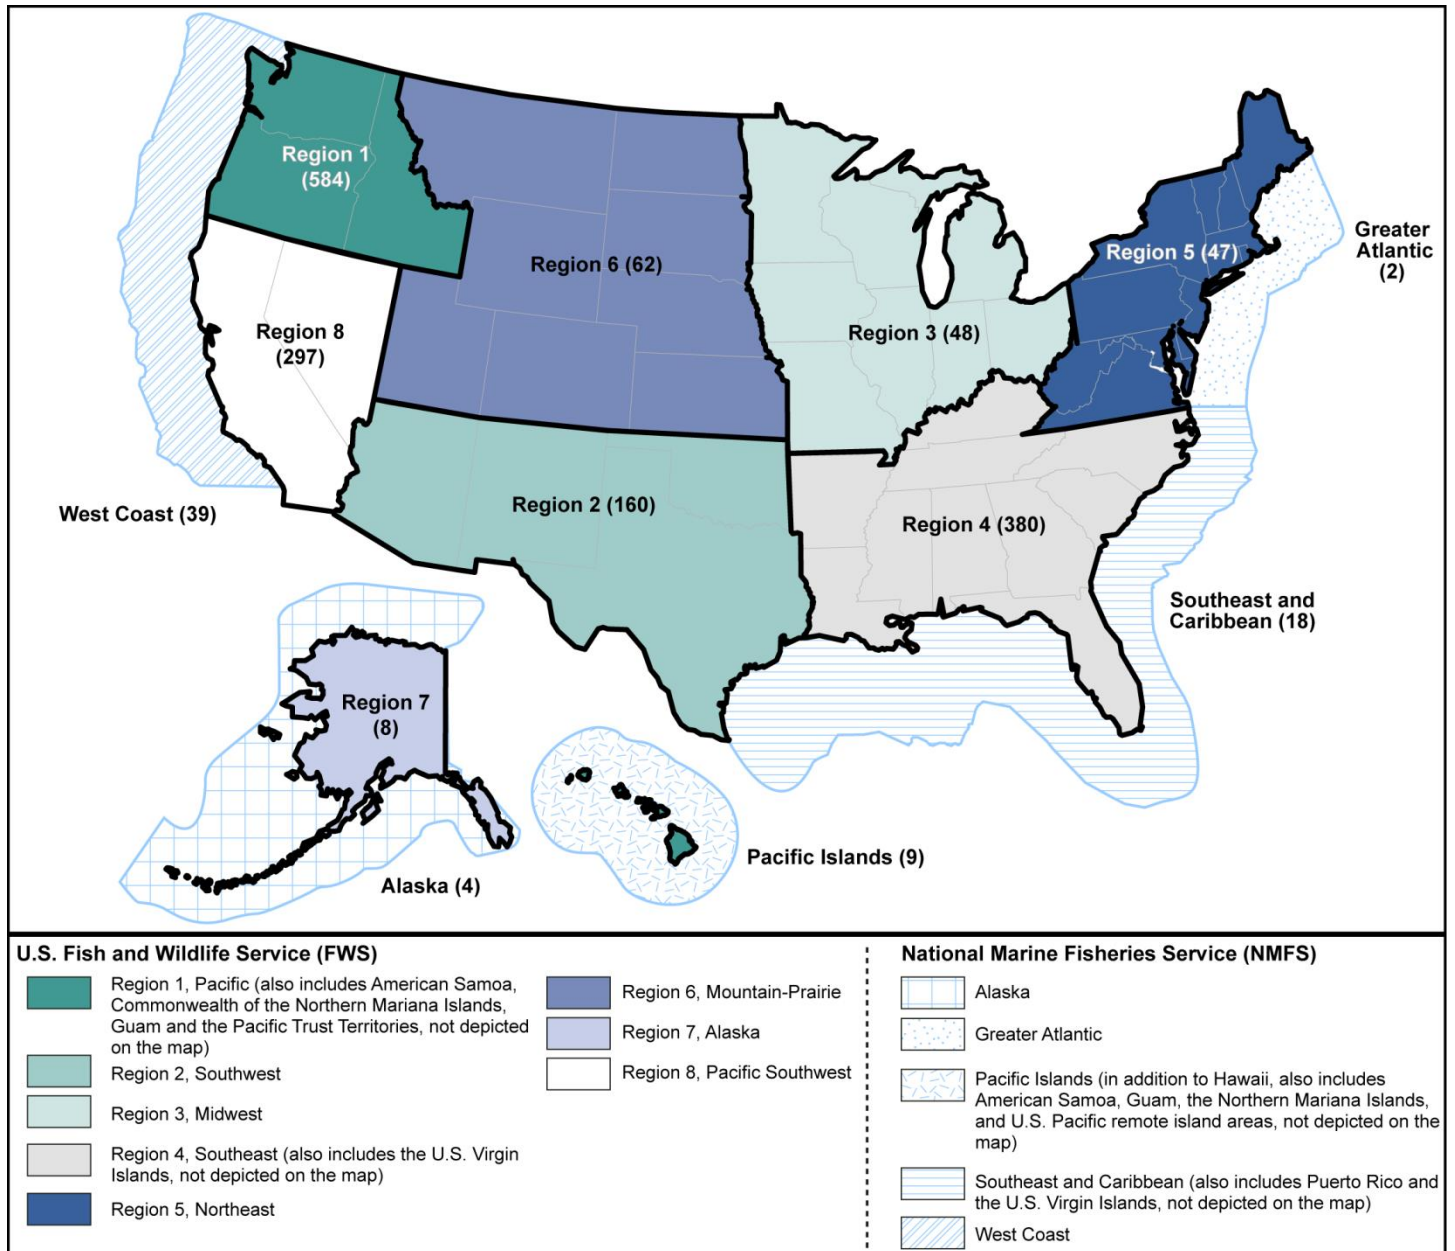 Region 1
(584)
Region 6 (62)
Region 5 (47)
Greater
Atlantic
(2)
Region 8
(297)
Region 3 (48)
West Coast (39)
Region 2 (160)
Region 4 (380)
Southeast and
Caribbean (18)
Region 7
(8)
Pacific Islands (9)
Alaska (4)
U.S. Fish and Wildlife Service (FWS)
Region 1, Pacific (also includes American Samoa,
Commonwealth of the Northern Mariana Islands,
Guam and the Pacific Trust Territories, not depicted
on the map)
Region 2, Southwest
Region 3, Midwest
Region 4, Southeast (also includes the U.S. Virgin
Islands, not depicted on the map)
Region 5, Northeast
Region 6, Mountain-Prairie
Region 7, Alaska
Region 8, Pacific Southwest
National Marine Fisheries Service (NMFS)
Alaska
Greater Atlantic
Pacific Islands (in addition to Hawaii, also includes
American Samoa, Guam, the Northern Mariana Islands,
and U.S. Pacific remote island areas, not depicted on the
map)
Southeast and Caribbean (also includes Puerto Rico and
the U.S. Virgin Islands, not depicted on the map)
West Coast